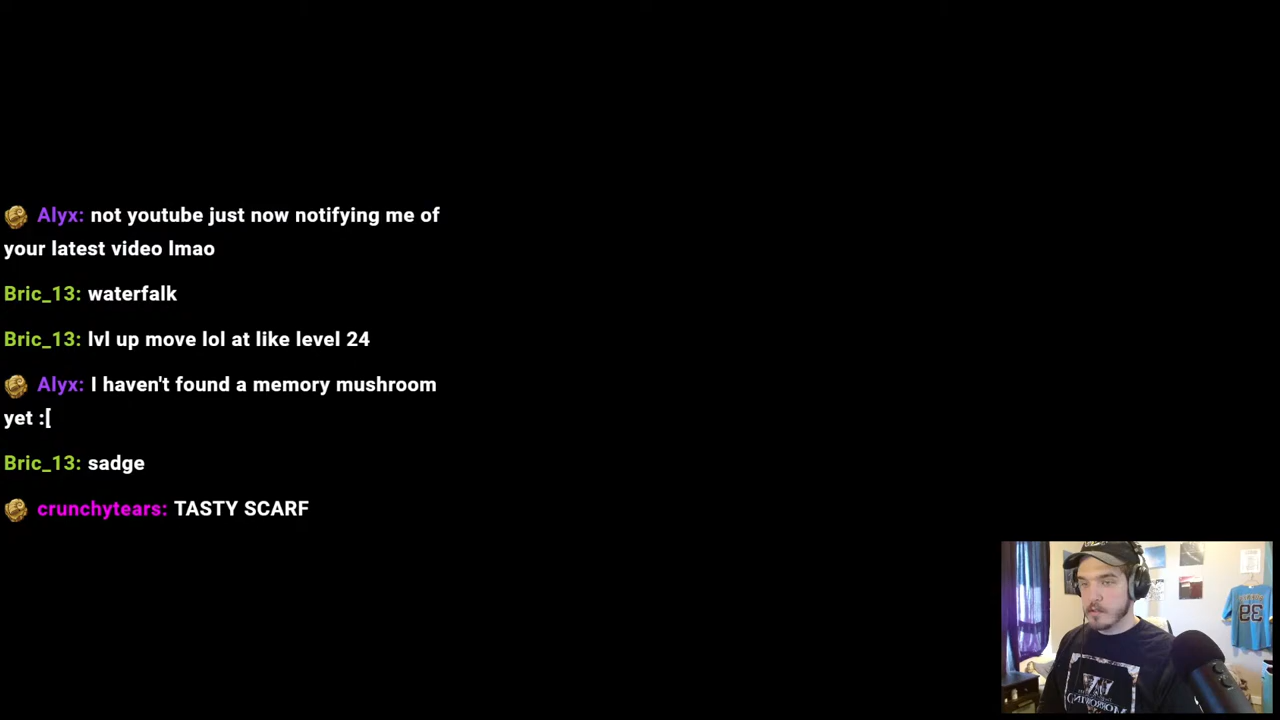 Alyx: not youtube just now notifying me of
your latest video lmao
Bric_13: waterfalk
Bric_13: lvl up move lol at like level 24
Alyx: I haven't found a memory mushroom
yet :[
Bric_13: sadge
crunchytears: TASTY SCARF